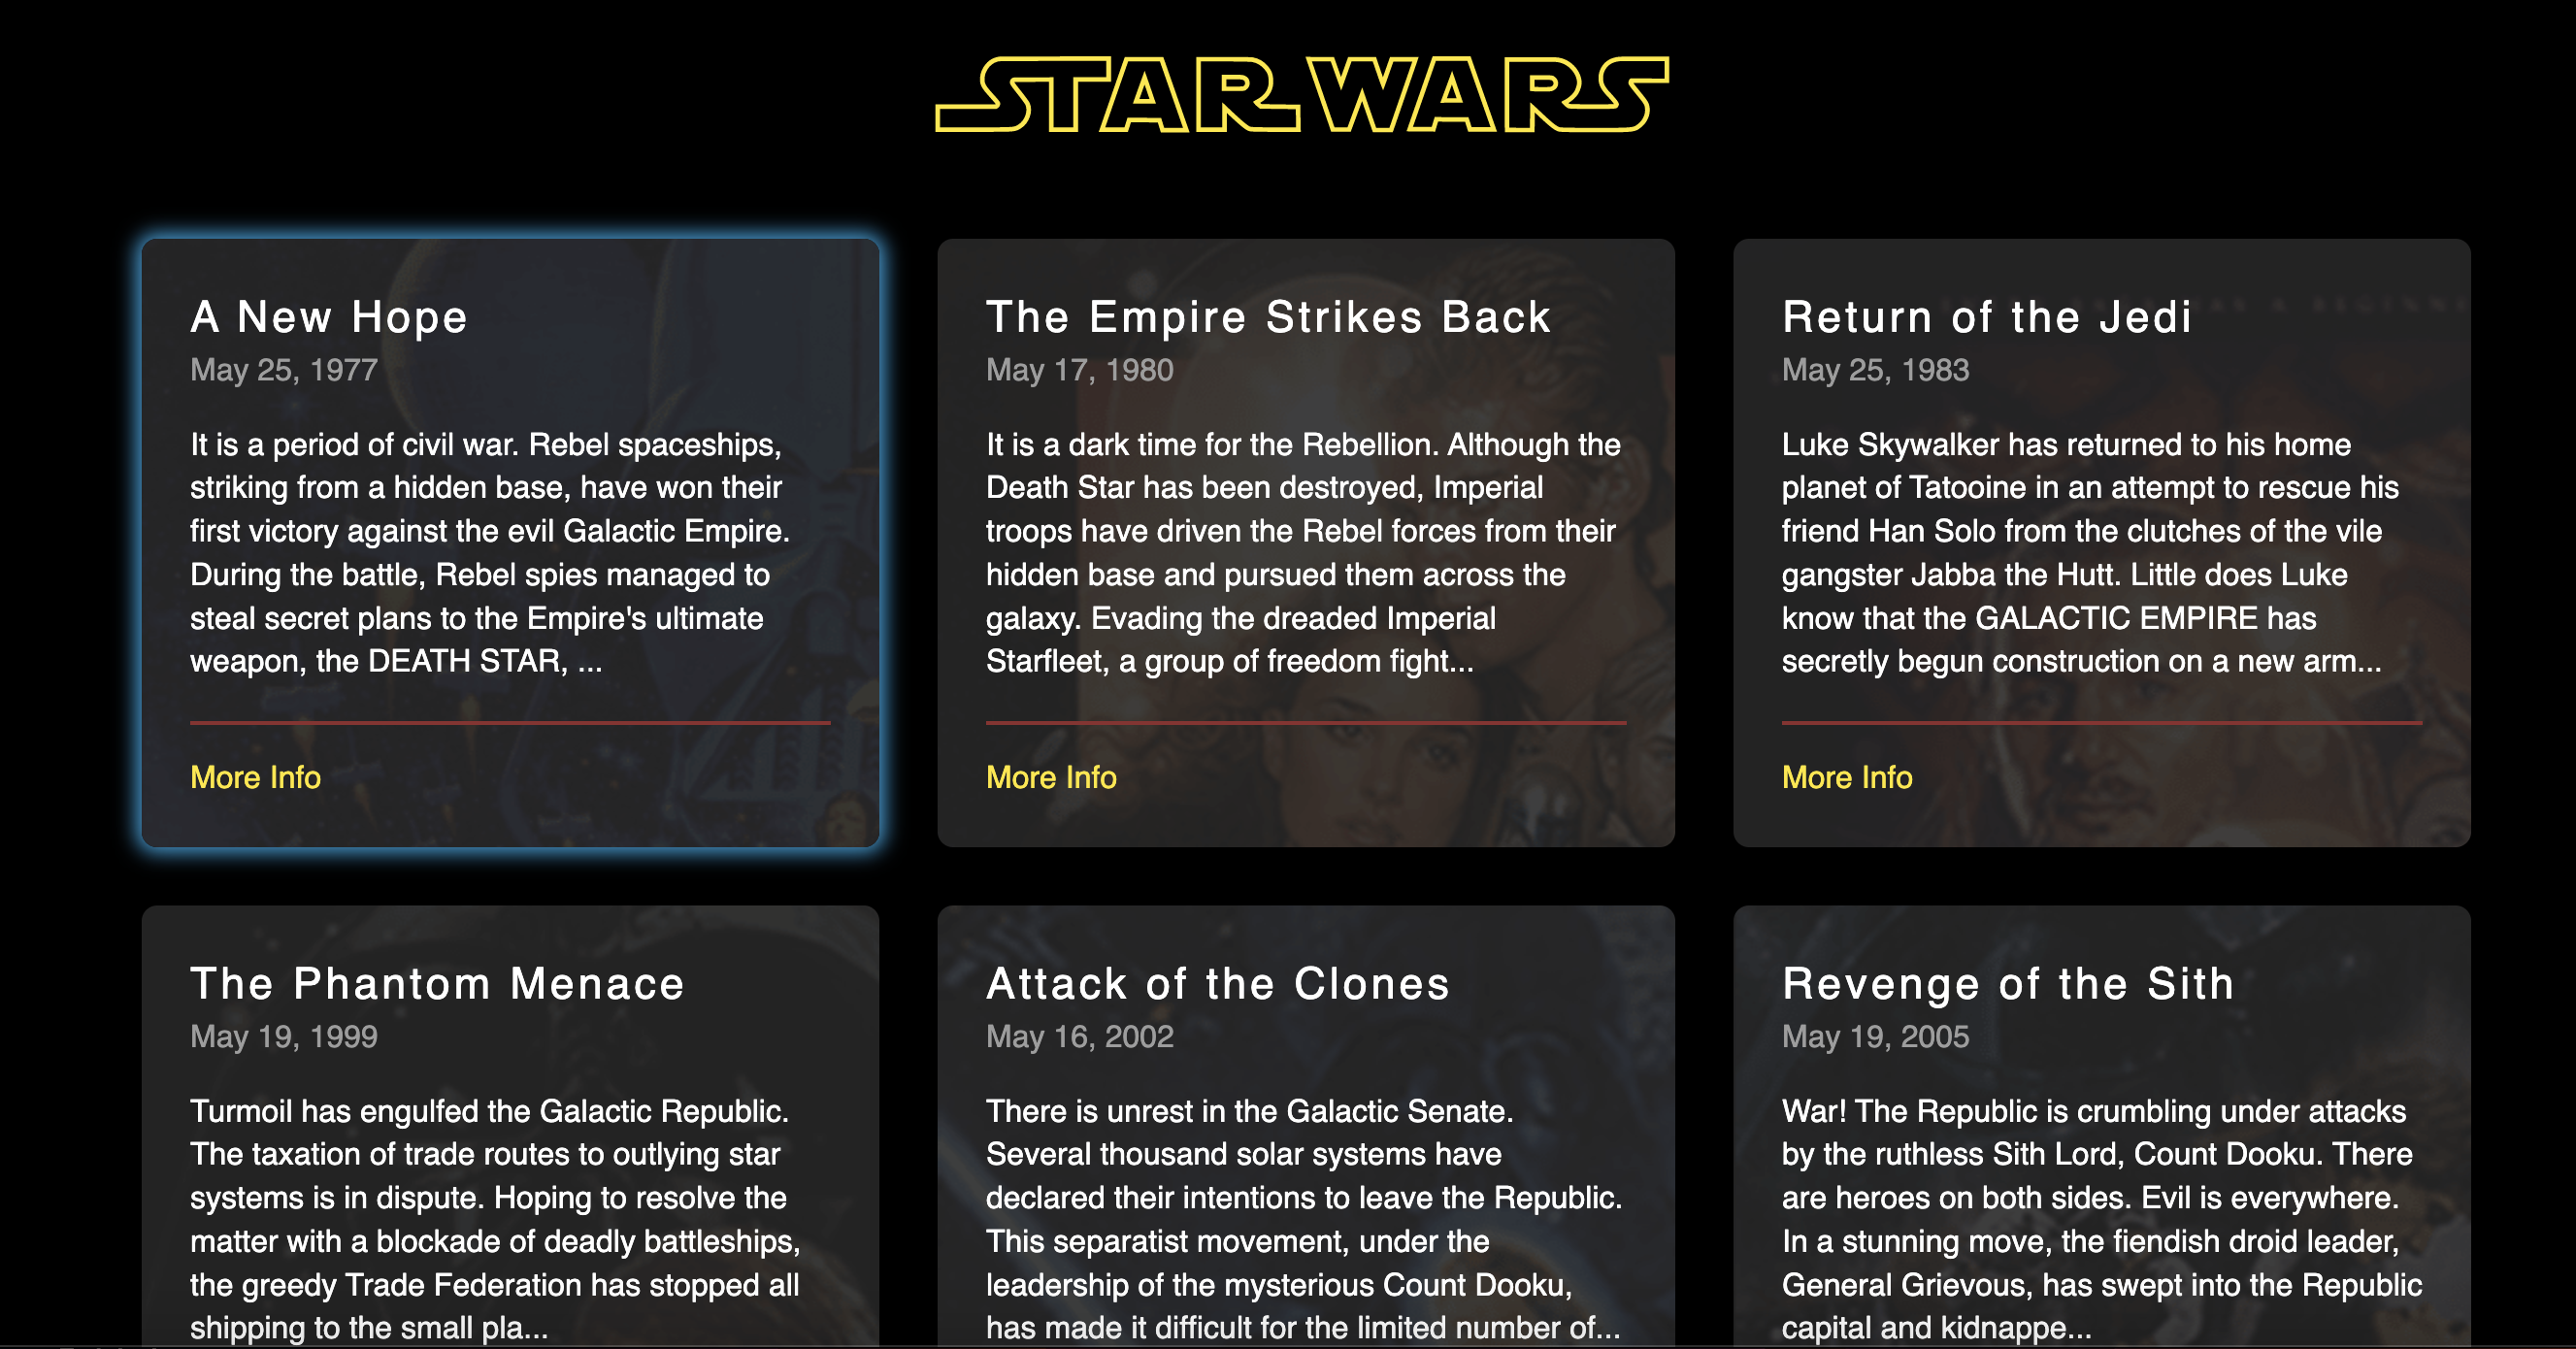 STAR WARS
A New Hope
May 25, 1977
It is a period of civil war. Rebel spaceships,
striking from a hidden base, have won their
first victory against the evil Galactic Empire.
During the battle, Rebel spies managed to
steal secret plans to the Empire's ultimate
weapon, the DEATH STAR, ...
More Info
The Empire Strikes Back
May 17, 1980
It is a dark time for the Rebellion. Although the
Death Star has been destroyed, Imperial
troops have driven the Rebel forces from their
hidden base and pursued them across the
galaxy. Evading the dreaded Imperial
Starfleet, a group of freedom fight...
More Info
Return of the Jedi
May 25, 1983
Luke Skywalker has returned to his home
planet of Tatooine in an attempt to rescue his
friend Han Solo from the clutches of the vile
gangster Jabba the Hutt. Little does Luke
know that the GALACTIC EMPIRE has
secretly begun construction on a new arm...
More Info
The Phantom Menace
May 19, 1999
Turmoil has engulfed the Galactic Republic.
The taxation of trade routes to outlying star
systems is in dispute. Hoping to resolve the
matter with a blockade of deadly battleships,
the greedy Trade Federation has stopped all
shipping to the small pla...
Attack of the Clones
May 16, 2002
There is unrest in the Galactic Senate.
Several thousand solar systems have
declared their intentions to leave the Republic.
This separatist movement, under the
leadership of the mysterious Count Dooku,
has made it difficult for the limited number of...
Revenge of the Sith
May 19, 2005
War! The Republic is crumbling under attacks
by the ruthless Sith Lord, Count Dooku. There
are heroes on both sides. Evil is everywhere.
In a stunning move, the fiendish droid leader,
General Grievous, has swept into the Republic
capital and kidnappe...